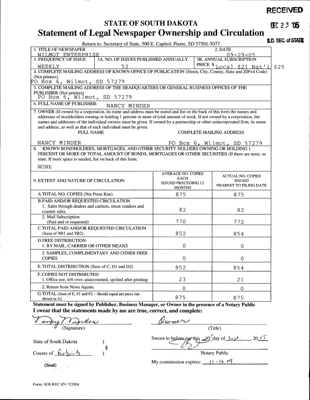 RECEIVED
DEC 23 '05
S.D. SEC. of STATE
STATE OF SOUTH DAKOTA
Statement of Legal Newspaper Ownership and Circulation
Return to: Secretary of State, 500 E. Capitol, Pierre, SD 57501-5077
1. TITLE OF NEWSPAPER
WILMOT ENTERPRISE
2. DATE
09-29-05
3. FREQUENCY OF ISSUE
WEEKLY
3A. NO. OF ISSUES PUBLISHED ANNUALLY
52
3B. ANNUAL SUBSCRIPTION
PRICE $ Local $21 Nat'l $25
4. COMPLETE MAILING ADDRESS OF KNOWN OFFICE OF PUBLICATION (Street, City, County, State and ZIP+4 Code)
(Not printer)
PO Box 6, Wilmot, SD 57279
5. COMPLETE MAILING ADDRESS OF THE HEADQUARTERS OR GENERAL BUSINESS OFFICES OF THE
PUBLISHER (Not printer)
PO Box 6, Wilmot, SD 57279
6. FULL NAME OF PUBLISHER:
NANCY MINDER
7. OWNER (If owned by a corporation, its name and address must be stated and list on the back of this form the names and
addresses of stockholders owning or holding 1 percent or more of total amount of stock. If not owned by a corporation, the
names and addresses of the individual owners must be given. If owned by a partnership or other unincorporated firm, its name
and address, as well as that of each individual must be given.
FULL NAME
COMPLETE MAILING ADDRESS
NANCY MINDER
PO Box 6, Wilmot, SD 57279
8. KNOWN BONDHOLDERS, MORTGAGES, AND OTHER SECURITY HOLDERS OWNING OR HOLDING 1
PERCENT OR MORE OF TOTAL AMOUNT OF BONDS, MORTGAGES OR OTHER SECURITIES (If there are none, so
state. If more space is needed, list on back of this form.
NONE
9. EXTENT AND NATURE OF CIRCULATION
AVERAGE NO. COPIES
EACH
ISSUED PRECEDING 12
MONTHS
ACTUAL NO. COPIES
ISSUED
NEAREST TO FILING DATE
A. TOTAL NO. COPIES (Net Press Run)
875
875
B. PAID AND/OR REQUESTED CIRCULATION
1. Sales through dealers and carriers, street vendors and
counter sales.
82
82
2. Mail Subscription
(Paid and or requested)
770
772
C. TOTAL PAID AND/OR REQUESTED CIRCULATION
(Sum of 9B1 and 9B2)
852
854
D. FREE DISTRIBUTION
1. BY MAIL, CARRIER OR OTHER MEANS
0
0
2. SAMPLES, COMPLIMENTARY AND OTHER FREE
COPIES
0
0
E. TOTAL DISTRIBUTION (Sum of C, D1 and D2)
852
854
F. COPIES NOT DISTRIBUTED
1. Office use, left over, unaccounted, spoiled after printing
23
21
2. Return from News Agents
0
0
G. TOTAL (Sum of E, F1 and F2 – Should equal net press run
shown in A)
875
875
Statement must be signed by Publisher, Business Manager, or Owner in the presence of a Notary Public
I swear that the statements made by me are true, correct, and complete:
Nancy Minder
Owner
(Signature)
(Title)
State of South Dakota )
County of Roberts )
(Seal)
Sworn to before me this 29 day of Sept, 2005
Notary Public
My commission expires:
Form: SOS REC 051 7/2004